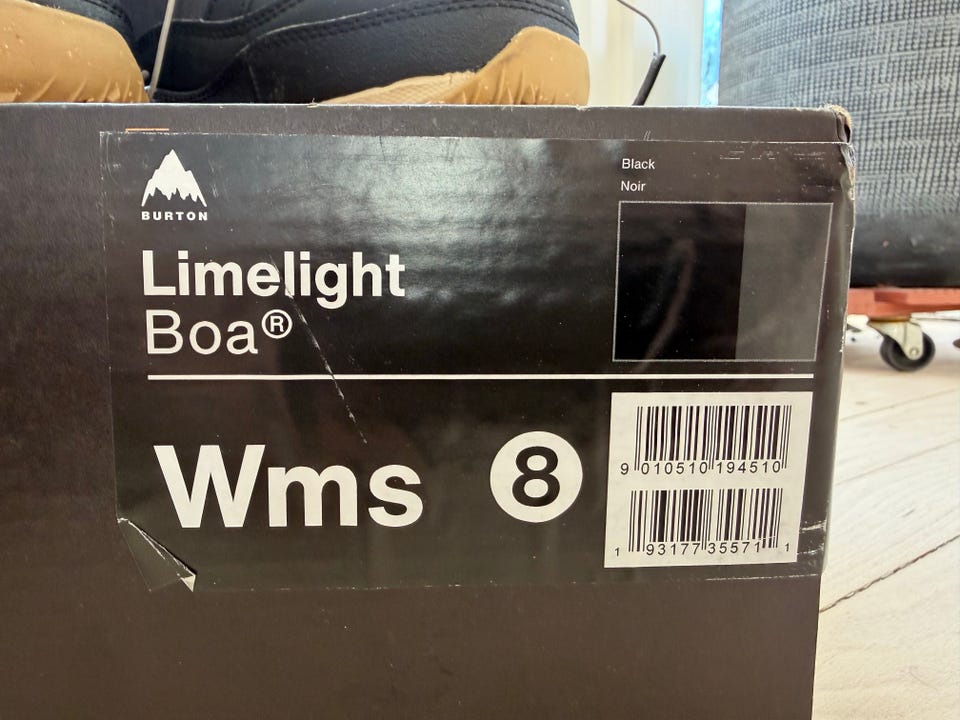 BURTON
Black
Noir
Limelight
Boa®
Wms 8
9 010510 194510
1 93177 35571 1